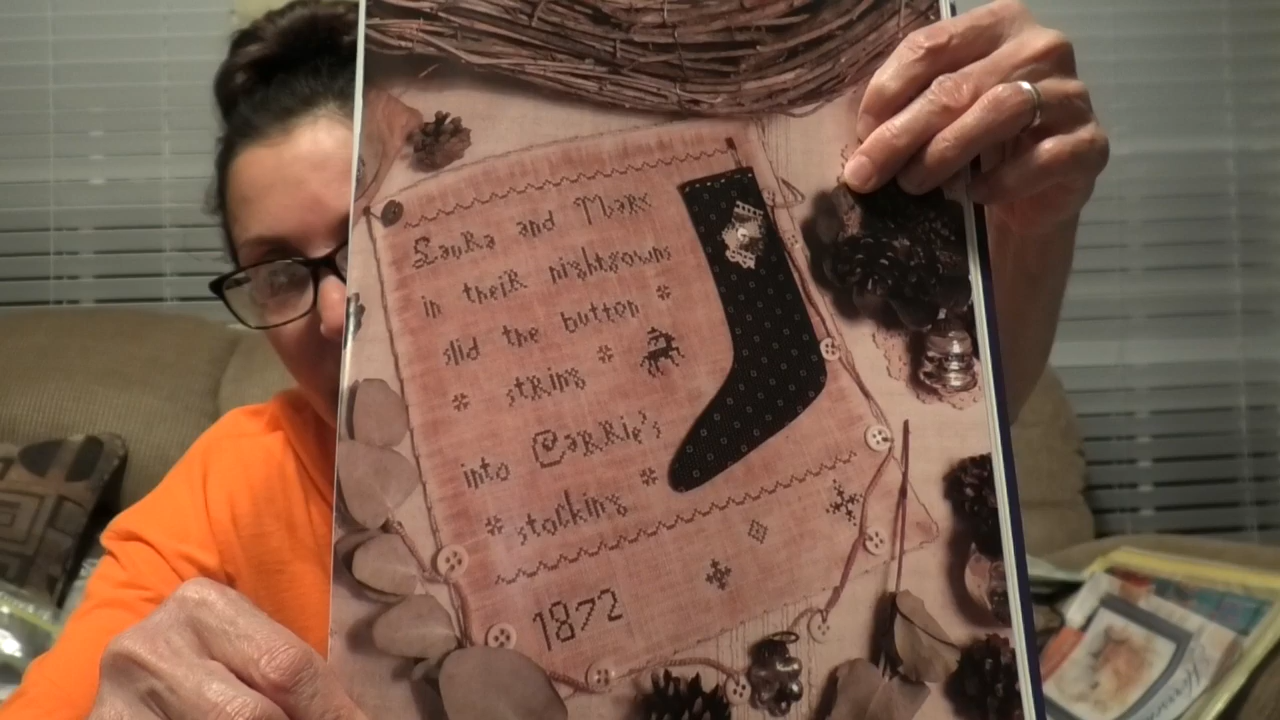 Laura and Mary
in their nightgowns
slid the button
string
into Carrie's
stocking
1872